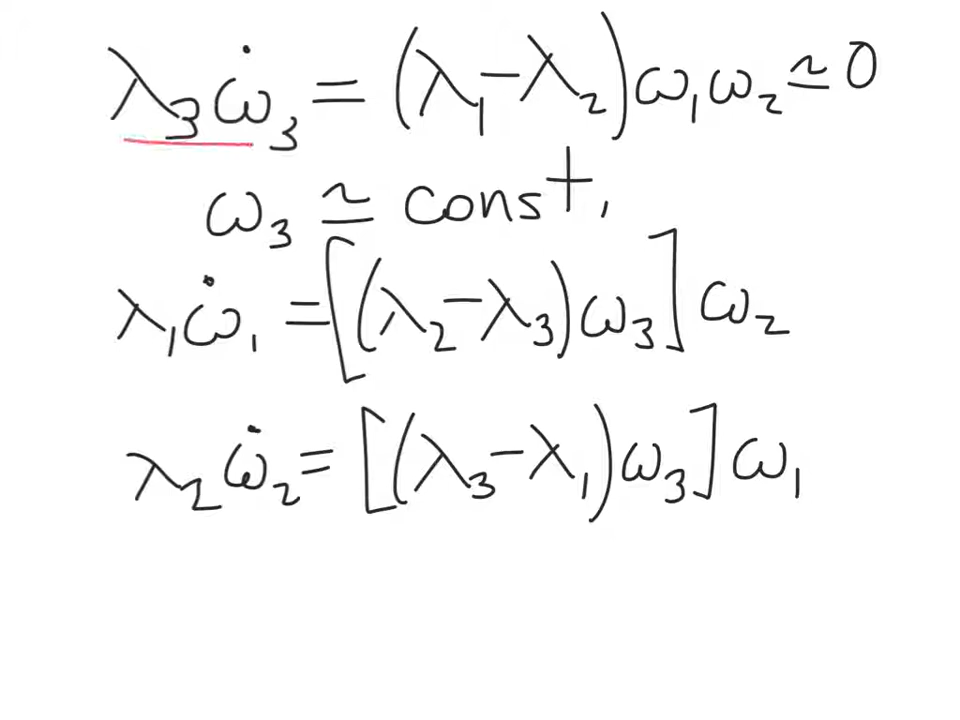 λ₃ω̇₃ = (λ₁−λ₂)ω₁ω₂ ≃ 0
ω₃ ≃ const,
λ₁ω̇₁ = [(λ₂−λ₃)ω₃]ω₂
λ₂ω̇₂ = [(λ₃−λ₁)ω₃]ω₁